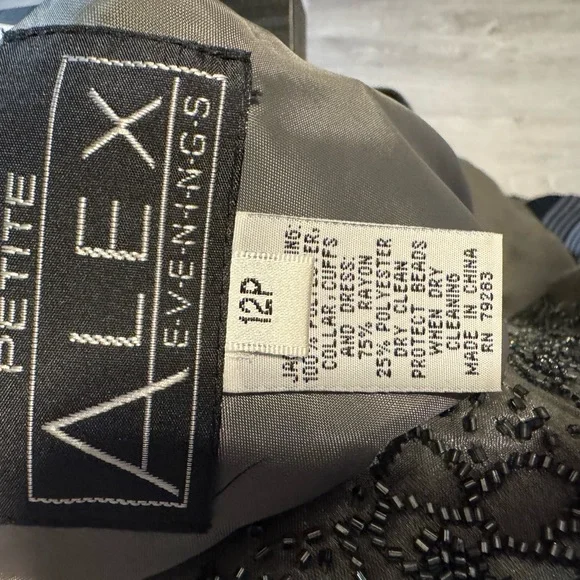 PETITE
ALEX
E·V·E·N·I·N·G·S
12P
COLLAR, CUFFS
AND DRESS:
75% RAYON
25% POLYESTER
DRY CLEAN
PROTECT BEADS
WHEN DRY
CLEANING
MADE IN CHINA
RN 79283